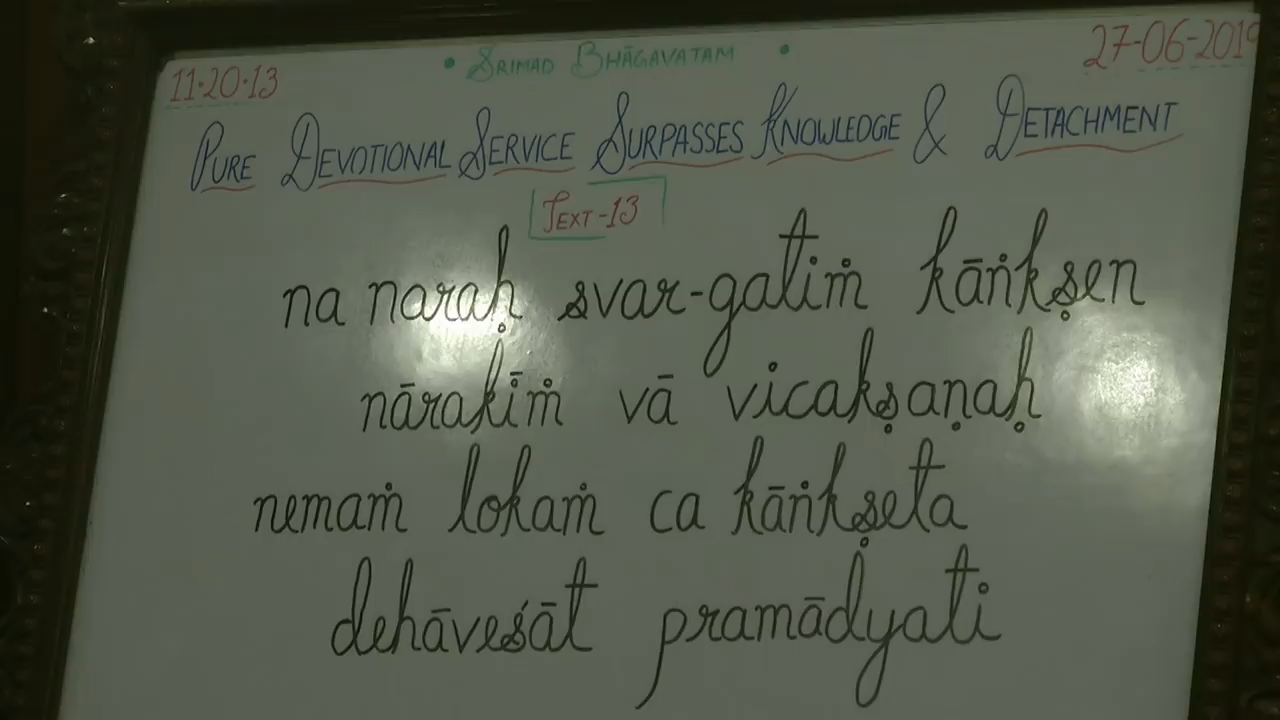 • SRIMAD BHĀGAVATAM •
11·20·13
27-06-2019
PURE DEVOTIONAL SERVICE SURPASSES KNOWLEDGE & DETACHMENT
TEXT-13
na naraḥ svar-gatiṁ kāṅkṣen
nārakīṁ vā vicakṣaṇaḥ
nemaṁ lokaṁ ca kāṅkṣeta
dehāveśāt pramādyati